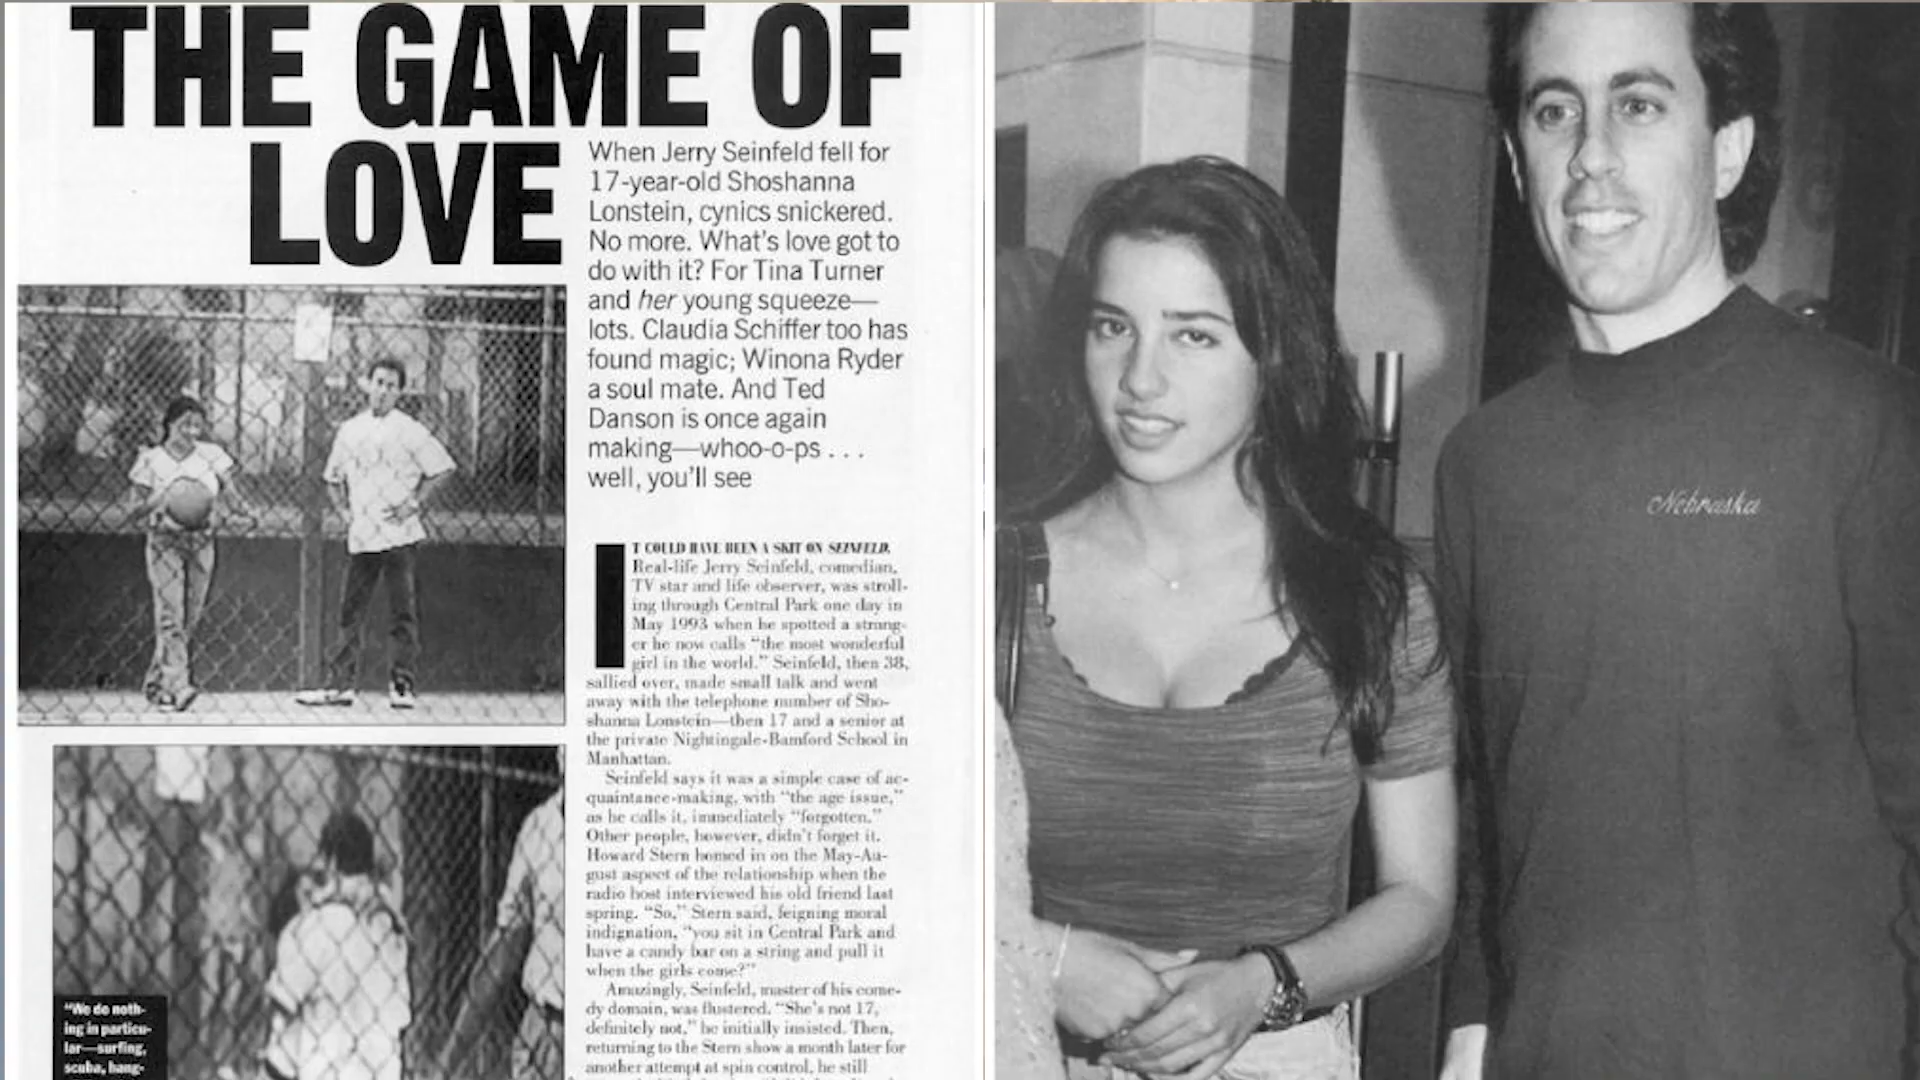 THE GAME OF
LOVE
When Jerry Seinfeld fell for
17-year-old Shoshanna
Lonstein, cynics snickered.
No more. What's love got to
do with it? For Tina Turner
and her young squeeze—
lots. Claudia Schiffer too has
found magic; Winona Ryder
a soul mate. And Ted
Danson is once again
making—whoo-o-ps . . .
well, you'll see
IT COULD HAVE BEEN A SKIT ON SEINFELD.
Real-life Jerry Seinfeld, comedian,
TV star and life observer, was stroll-
ing through Central Park one day in
May 1993 when he spotted a strang-
er he now calls "the most wonderful
girl in the world." Seinfeld, then 38,
sallied over, made small talk and went
away with the telephone number of Sho-
shanna Lonstein—then 17 and a senior at
the private Nightingale-Bamford School in
Manhattan.
Seinfeld says it was a simple case of ac-
quaintance-making, with "the age issue,"
as he calls it, immediately "forgotten."
Other people, however, didn't forget it.
Howard Stern homed in on the May-Au-
gust aspect of the relationship when the
radio host interviewed his old friend last
spring. "So," Stern said, feigning moral
indignation, "you sit in Central Park and
have a candy bar on a string and pull it
when the girls come?"
Amazingly, Seinfeld, master of his come-
dy domain, was flustered. "She's not 17,
definitely not," he initially insisted. Then,
returning to the Stern show a month later for
another attempt at spin control, he still
"We do noth-
ing in particu-
lar—surfing,
scuba, hang-
Nebraska